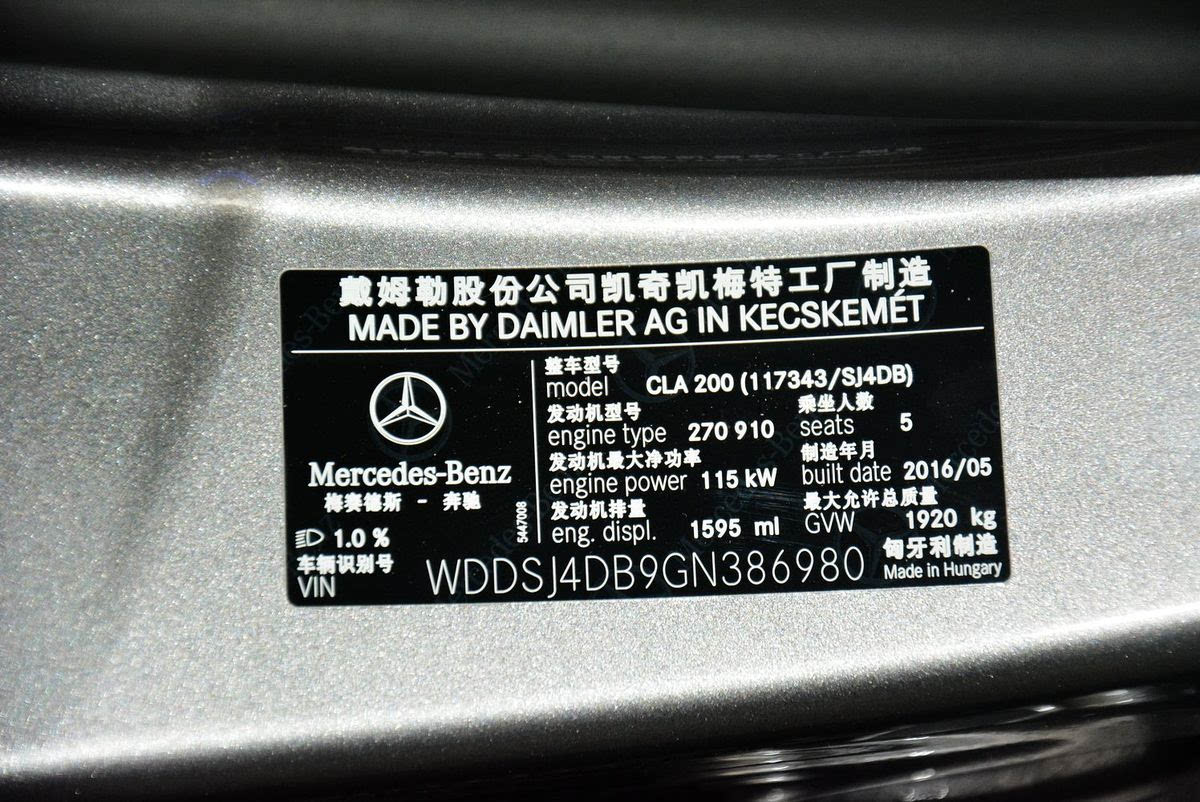 戴姆勒股份公司凯奇凯梅特工厂制造
MADE BY DAIMLER AG IN KECSKEMÉT
Mercedes-Benz
梅赛德斯 - 奔驰
1.0 %
5447008
整车型号
model CLA 200 (117343/SJ4DB)
发动机型号 乘坐人数
engine type 270 910 seats 5
发动机最大净功率 制造年月
engine power 115 kW built date 2016/05
发动机排量 最大允许总质量
eng. displ. 1595 ml GVW 1920 kg
车辆识别号 匈牙利制造
VIN WDDSJ4DB9GN386980 Made in Hungary